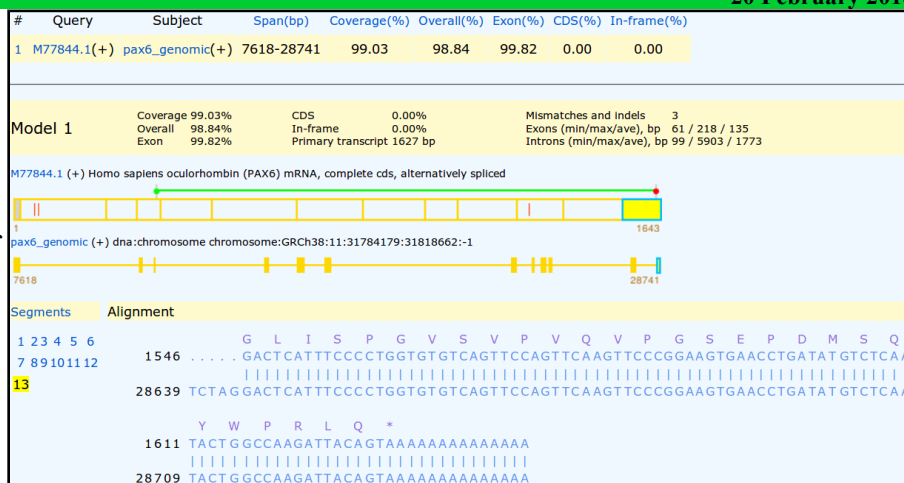 # Query Subject Span(bp) Coverage(%) Overall(%) Exon(%) CDS(%) In-frame(%)
1 M77844.1(+) pax6_genomic(+) 7618-28741 99.03 98.84 99.82 0.00 0.00
Model 1
Coverage 99.03% CDS 0.00% Mismatches and indels 3
Overall 98.84% In-frame 0.00% Exons (min/max/ave), bp 61 / 218 / 135
Exon 99.82% Primary transcript 1627 bp Introns (min/max/ave), bp 99 / 5903 / 1773
M77844.1 (+) Homo sapiens oculorhombin (PAX6) mRNA, complete cds, alternatively spliced
1 1643
pax6_genomic (+) dna:chromosome chromosome:GRCh38:11:31784179:31818662:-1
7618 28741
Segments Alignment
1 2 3 4 5 6
7 8 9 10 11 12
13
G L I S P G V S V P V Q V P G S E P D M S Q
1546 .....GACTCATTTCCCCTGGTGTGTCAGTTCCAGTTCAAGTTCCCGGAAGTGAACCTGATATGTCTCAA
28639 TCTAGGACTCATTTCCCCTGGTGTGTCAGTTCCAGTTCAAGTTCCCGGAAGTGAACCTGATATGTCTCAA
Y W P R L Q *
1611 TACTGGCCAAGATTACAGTAAAAAAAAAAAAAA
28709 TACTGGCCAAGATTACAGTAAAAAAAAAAAAAA